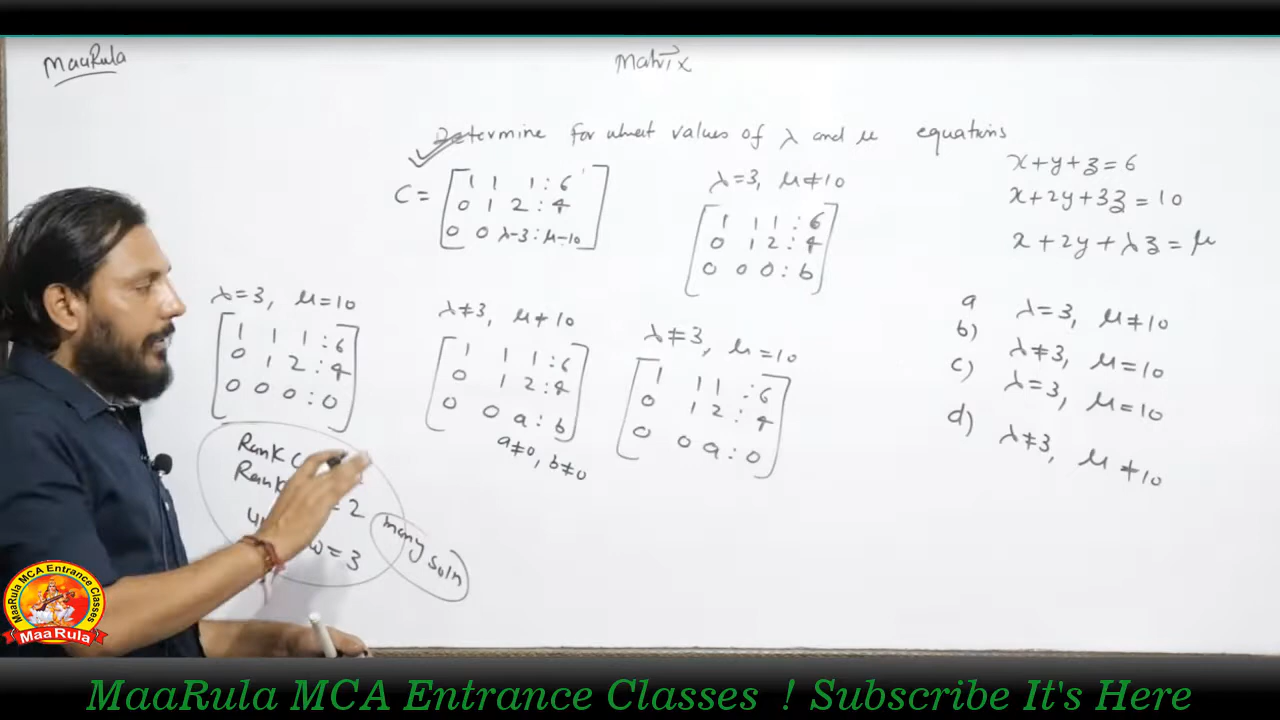 MaaRula
Matrix
Determine for what values of λ and μ equations
x+y+z=6
x+2y+3z=10
x+2y+λz=μ
C= [1 1 1:6
0 1 2:4
0 0 λ-3:μ-10]
λ=3, μ≠10
[1 1 1:6
0 1 2:4
0 0 0:b]
λ=3, μ=10
[1 1 1:6
0 1 2:4
0 0 0:0]
Rank C
Rank =2
=3
many soln
λ≠3, μ≠10
[1 1 1:6
0 1 2:4
0 0 a:b]
a≠0, b≠0
λ≠3, μ=10
[1 1 1:6
0 1 2:4
0 0 a:0]
a λ=3, μ≠10
b) λ≠3, μ=10
c) λ=3, μ=10
d) λ≠3, μ≠10
MaaRula MCA Entrance Classes
MaaRula
MaaRula MCA Entrance Classes ! Subscribe It's Here